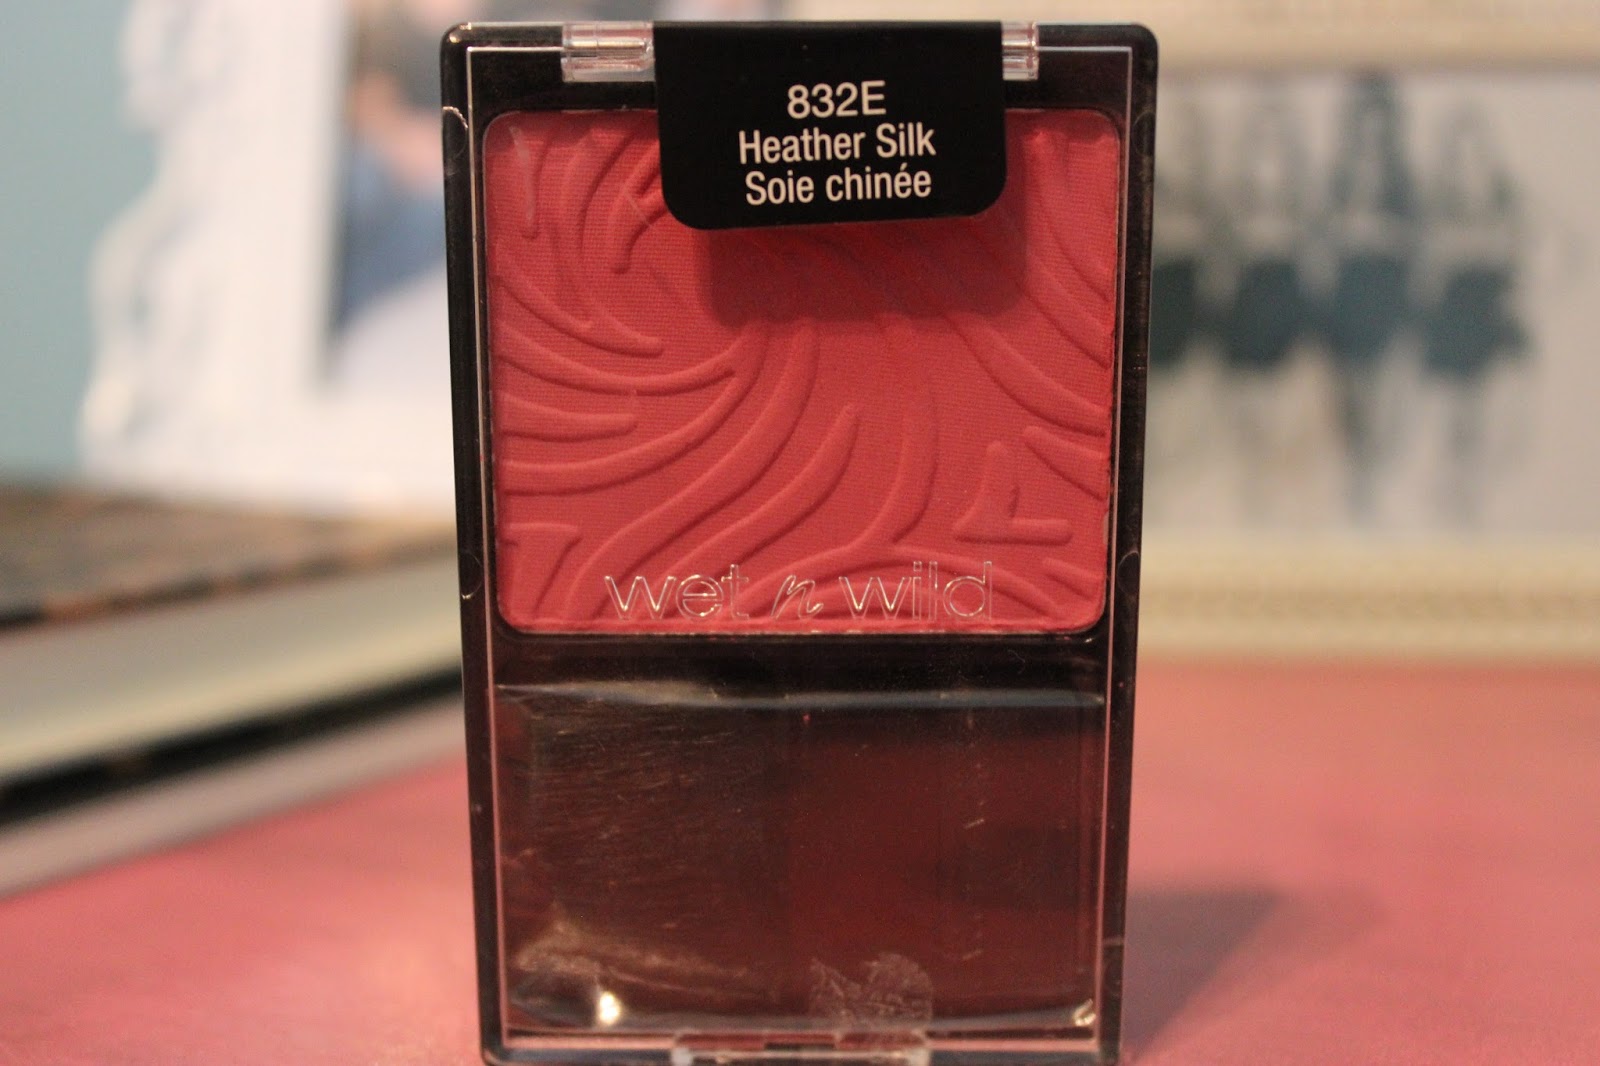 832E
Heather Silk
Soie chinée
wet n wild